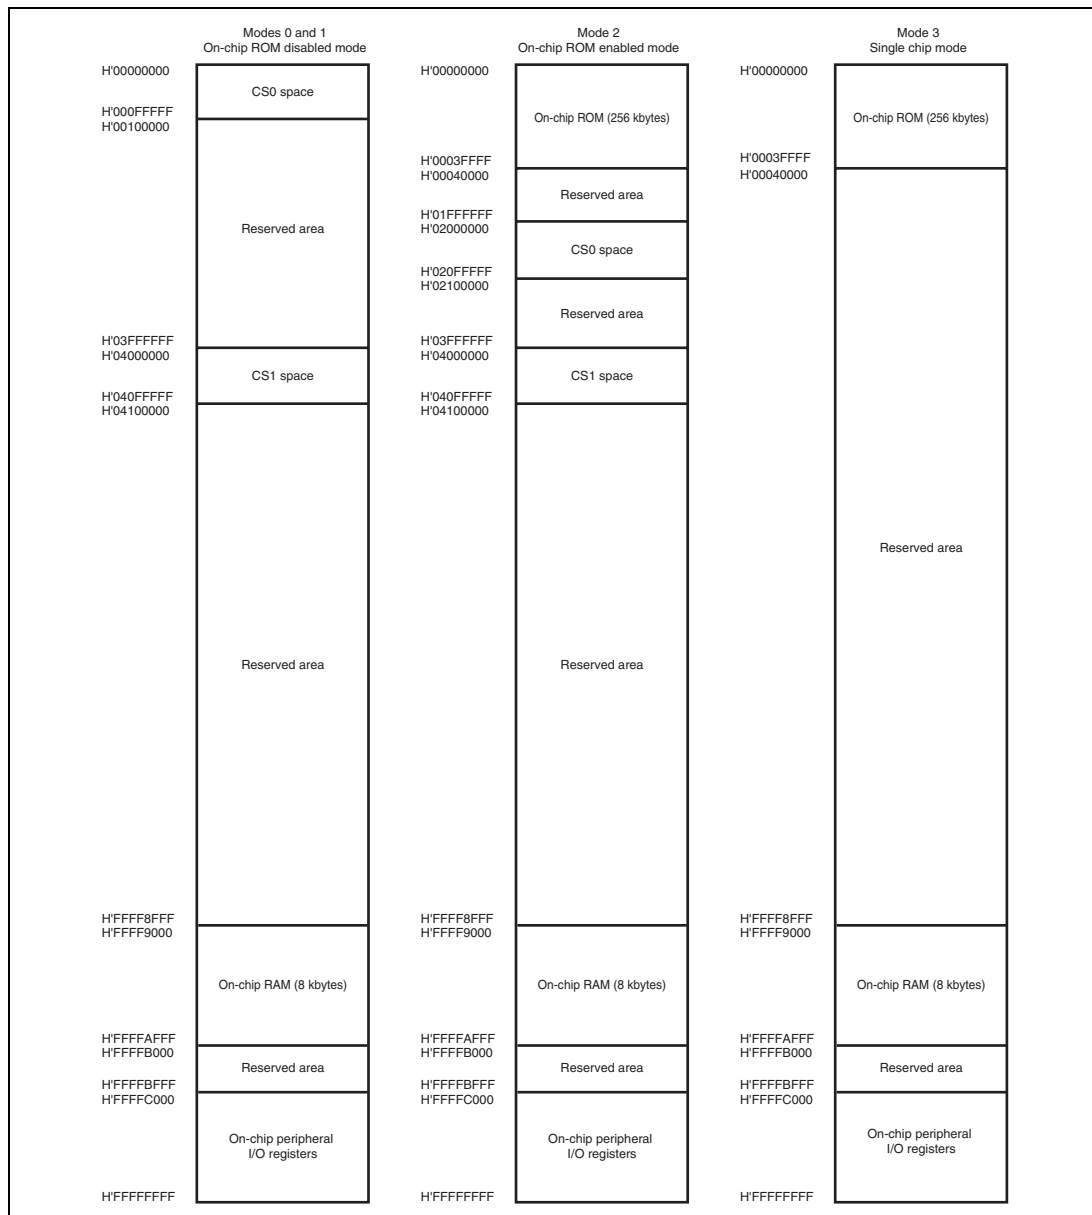 Modes 0 and 1
On-chip ROM disabled mode
H'00000000
CS0 space
H'000FFFFF
H'00100000
Reserved area
H'03FFFFFF
H'04000000
CS1 space
H'040FFFFF
H'04100000
Reserved area
H'FFFF8FFF
H'FFFF9000
On-chip RAM (8 kbytes)
H'FFFFAFFF
H'FFFFB000
Reserved area
H'FFFFBFFF
H'FFFFC000
On-chip peripheral
I/O registers
H'FFFFFFFF
Mode 2
On-chip ROM enabled mode
H'00000000
On-chip ROM (256 kbytes)
H'0003FFFF
H'00040000
Reserved area
H'01FFFFFF
H'02000000
CS0 space
H'020FFFFF
H'02100000
Reserved area
H'03FFFFFF
H'04000000
CS1 space
H'040FFFFF
H'04100000
Reserved area
H'FFFF8FFF
H'FFFF9000
On-chip RAM (8 kbytes)
H'FFFFAFFF
H'FFFFB000
Reserved area
H'FFFFBFFF
H'FFFFC000
On-chip peripheral
I/O registers
H'FFFFFFFF
Mode 3
Single chip mode
H'00000000
On-chip ROM (256 kbytes)
H'0003FFFF
H'00040000
Reserved area
H'FFFF8FFF
H'FFFF9000
On-chip RAM (8 kbytes)
H'FFFFAFFF
H'FFFFB000
Reserved area
H'FFFFBFFF
H'FFFFC000
On-chip peripheral
I/O registers
H'FFFFFFFF